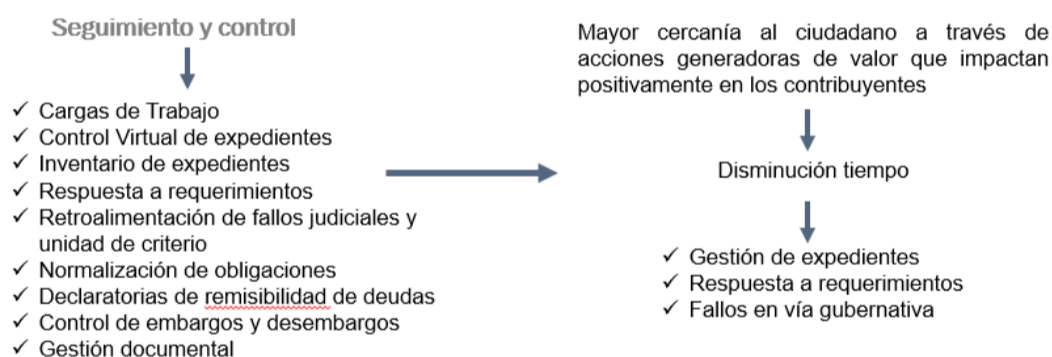 Seguimiento y control
✓ Cargas de Trabajo
✓ Control Virtual de expedientes
✓ Inventario de expedientes
✓ Respuesta a requerimientos
✓ Retroalimentación de fallos judiciales y
unidad de criterio
✓ Normalización de obligaciones
✓ Declaratorias de remisibilidad de deudas
✓ Control de embargos y desembargos
✓ Gestión documental
Mayor cercanía al ciudadano a través de
acciones generadoras de valor que impactan
positivamente en los contribuyentes
Disminución tiempo
✓ Gestión de expedientes
✓ Respuesta a requerimientos
✓ Fallos en vía gubernativa